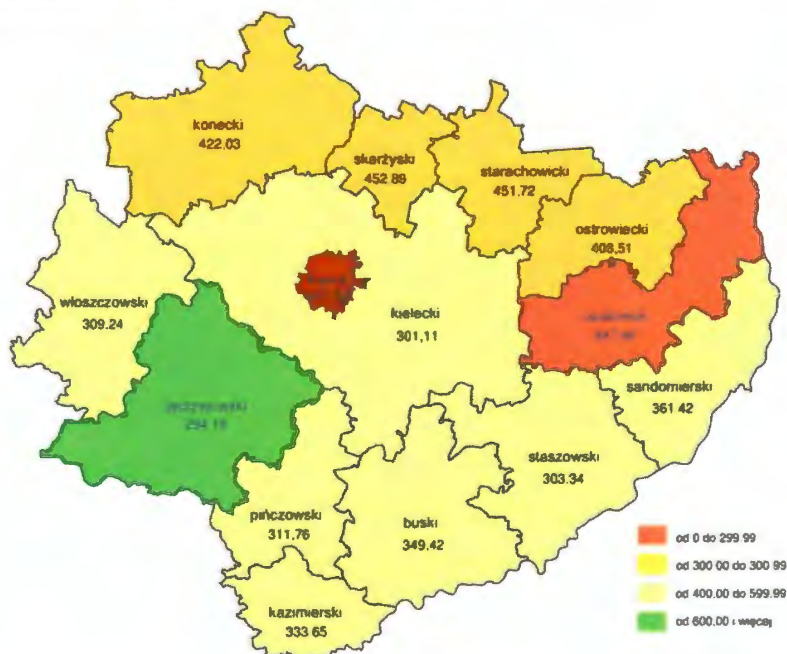 konecki
422,03
skarżyski
452.89
starachowicki
451,72
ostrowiecki
408,51
włoszczowski
309.24
kielecki
301,11
294.19
sandomierski
361.42
staszowski
303.34
pińczowski
311,76
buski
349.42
kazimierski
333 65
od 0 do 299 99
od 300 00 do 300 99
od 400.00 do 599.99
od 600,00 i więcej